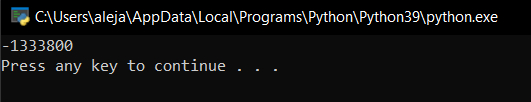 C:\Users\aleja\AppData\Local\Programs\Python\Python39\python.exe
-1333800
Press any key to continue . . .